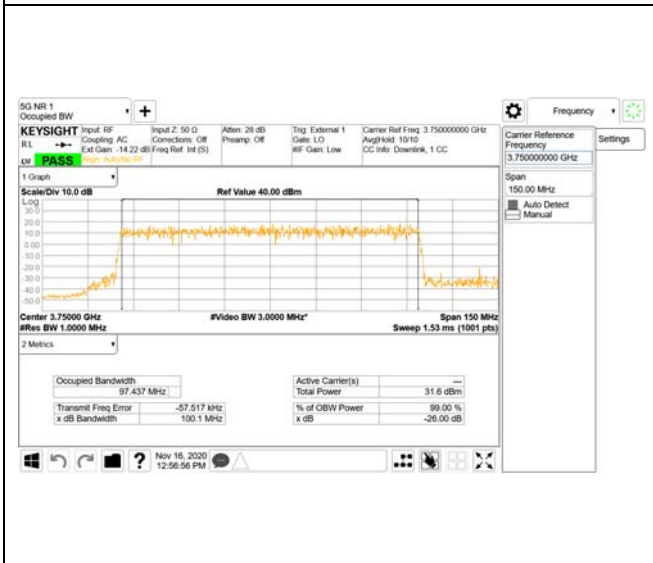 5G NR 1
Occupied BW
+
Frequency
KEYSIGHT
Input: RF
Coupling: AC
Ext Gain: -14.22 dB
Align: Auto/No RF
Input Z: 50 Ω
Corrections: Off
Freq Ref: Int (S)
Atten: 28 dB
Preamp: Off
Trig: External 1
Gate: LO
#IF Gain: Low
Carrier Ref Freq: 3.750000000 GHz
Avg|Hold: 10/10
CC Info: Downlink, 1 CC
RL
PASS
Carrier Reference
Frequency
3.750000000 GHz
Settings
Span
150.00 MHz
Auto Detect
Manual
1 Graph
Scale/Div 10.0 dB
Ref Value 40.00 dBm
Log
30.0
20.0
10.0
0.00
-10.0
-20.0
-30.0
-40.0
-50.0
Center 3.75000 GHz
#Video BW 3.0000 MHz*
Span 150 MHz
#Res BW 1.0000 MHz
Sweep 1.53 ms (1001 pts)
2 Metrics
Occupied Bandwidth
97.437 MHz
Transmit Freq Error -57.517 kHz
x dB Bandwidth 100.1 MHz
Active Carrier(s) ---
Total Power 31.6 dBm
% of OBW Power 99.00 %
x dB -26.00 dB
?
Nov 16, 2020
12:56:56 PM